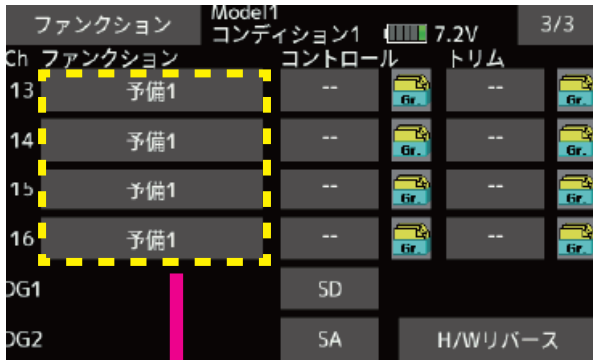 ファンクション Model1 コンディション1 7.2V 3/3
Ch ファンクション コントロール トリム
13 予備1 -- Gr. -- Gr.
14 予備1 -- Gr. -- Gr.
15 予備1 -- Gr. -- Gr.
16 予備1 -- Gr. -- Gr.
DG1 SD
DG2 SA H/Wリバース